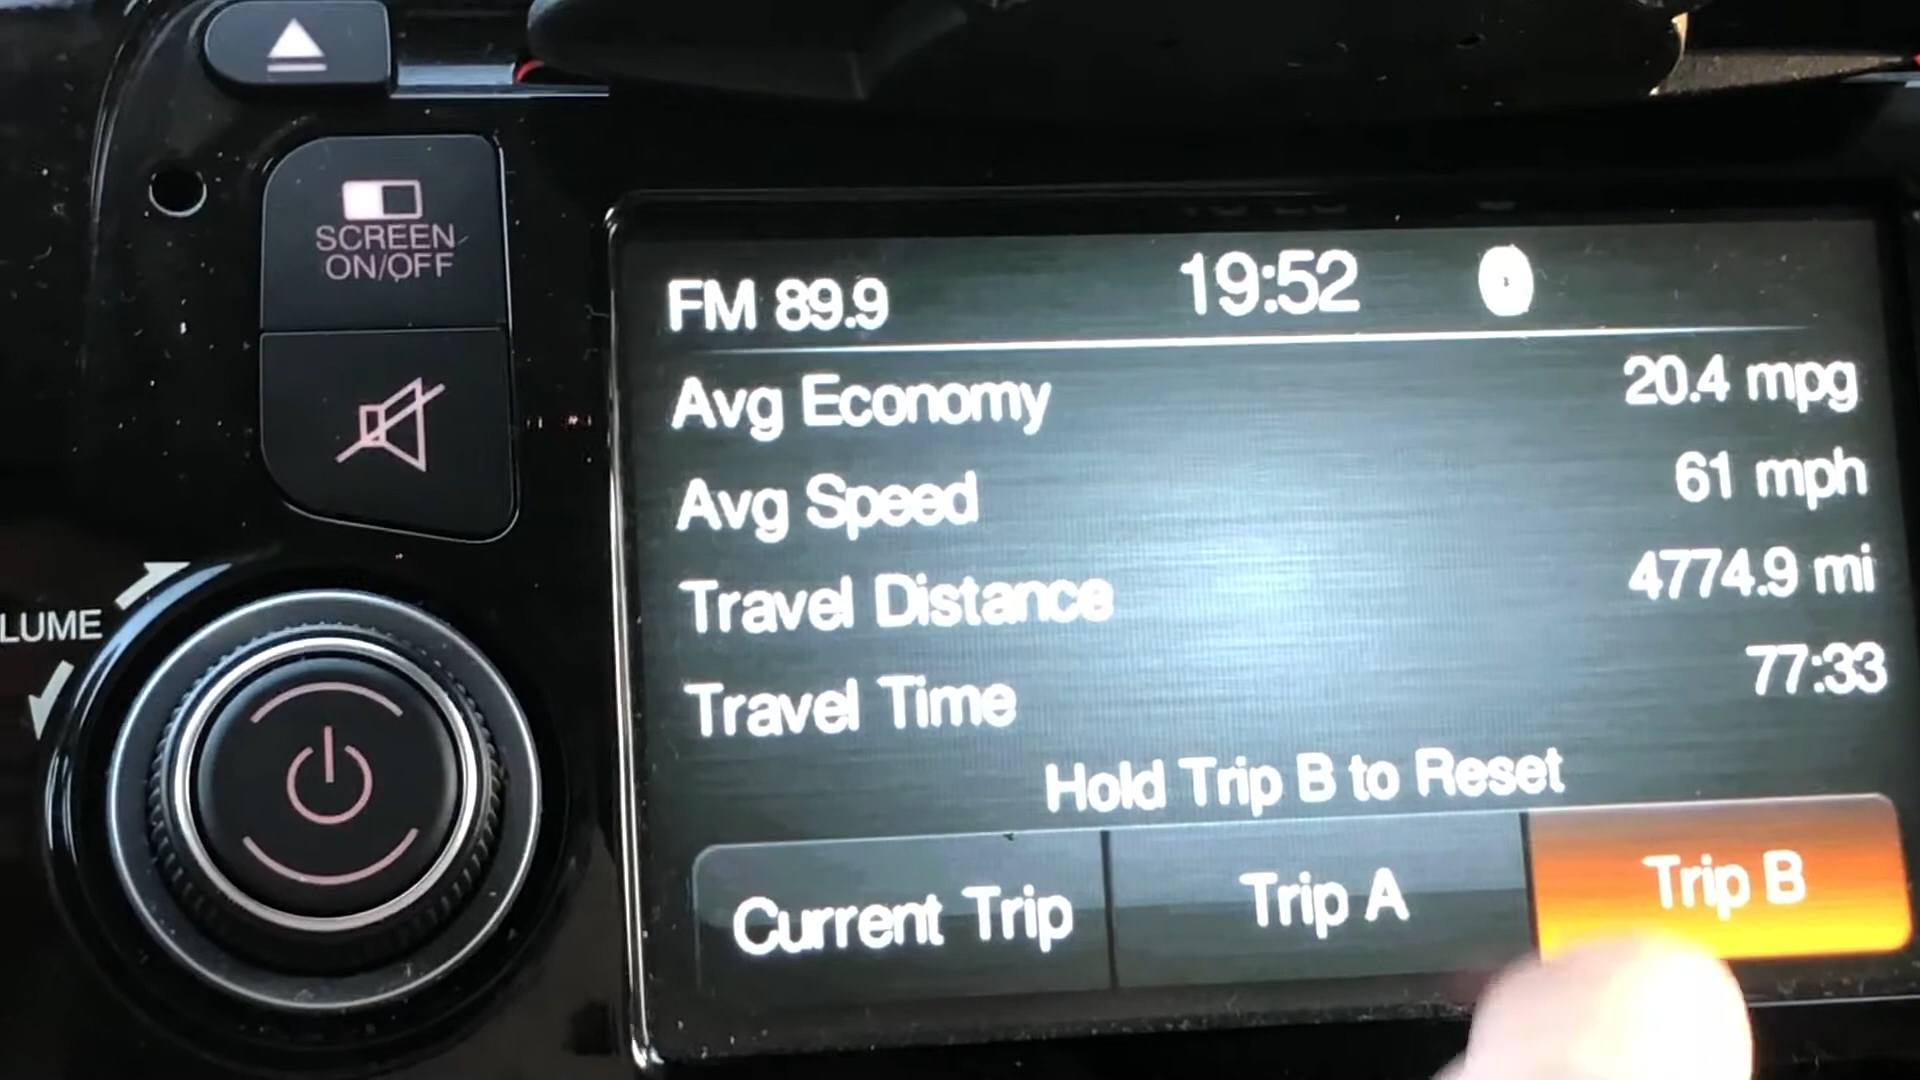 SCREEN
ON/OFF
LUME
FM 89.9 19:52
Avg Economy 20.4 mpg
Avg Speed 61 mph
Travel Distance 4774.9 mi
Travel Time 77:33
Hold Trip B to Reset
Current Trip Trip A Trip B